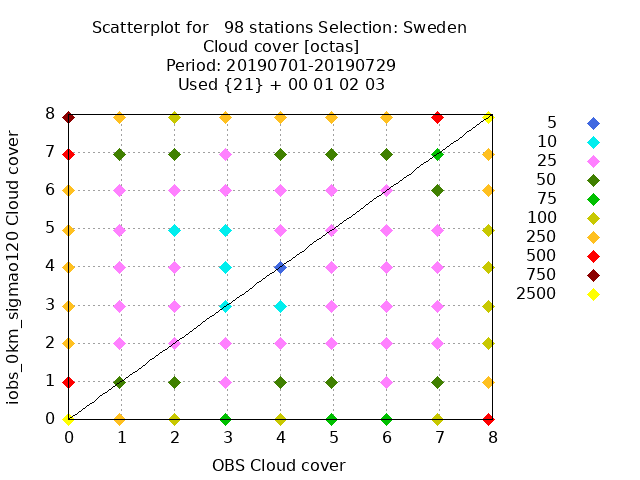 Scatterplot for   98 stations Selection: Sweden
Cloud cover [octas]
Period: 20190701-20190729
Used {21} + 00 01 02 03
iobs_0km_sigmao120 Cloud cover
8
7
6
5
4
3
2
1
0
0 1 2 3 4 5 6 7 8
OBS Cloud cover
5
10
25
50
75
100
250
500
750
2500